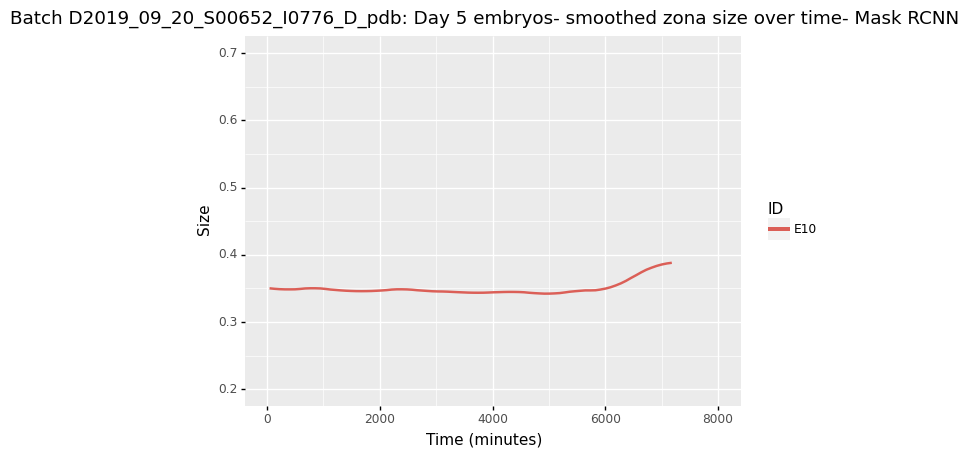 Batch D2019_09_20_S00652_I0776_D_pdb: Day 5 embryos- smoothed zona size over time- Mask RCNN
0.7
0.6
0.5
0.4
0.3
0.2
Size
0 2000 4000 6000 8000
Time (minutes)
ID
E10